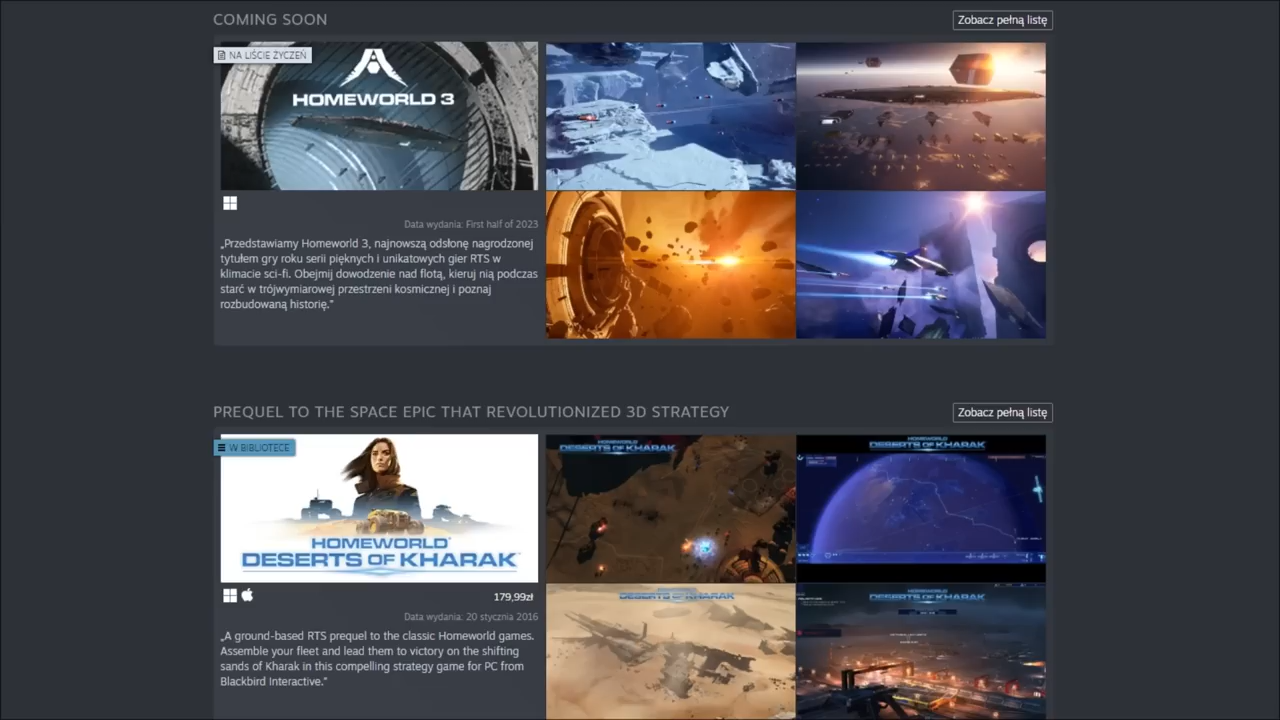 COMING SOON
Zobacz pełną listę
NA LIŚCIE ŻYCZEŃ
HOMEWORLD 3
Data wydania: First half of 2023
„Przedstawiamy Homeworld 3, najnowszą odsłonę nagrodzonej
tytułem gry roku serii pięknych i unikatowych gier RTS w
klimacie sci-fi. Obejmij dowodzenie nad flotą, kieruj nią podczas
starć w trójwymiarowej przestrzeni kosmicznej i poznaj
rozbudowaną historię.”
PREQUEL TO THE SPACE EPIC THAT REVOLUTIONIZED 3D STRATEGY
Zobacz pełną listę
W BIBLIOTECE
HOMEWORLD
DESERTS OF KHARAK
HOMEWORLD
DESERTS OF KHARAK
HOMEWORLD
DESERTS OF KHARAK
179,99zł
Data wydania: 20 stycznia 2016
„A ground-based RTS prequel to the classic Homeworld games.
Assemble your fleet and lead them to victory on the shifting
sands of Kharak in this compelling strategy game for PC from
Blackbird Interactive.”
HOMEWORLD
DESERTS OF KHARAK
HOMEWORLD
DESERTS OF KHARAK